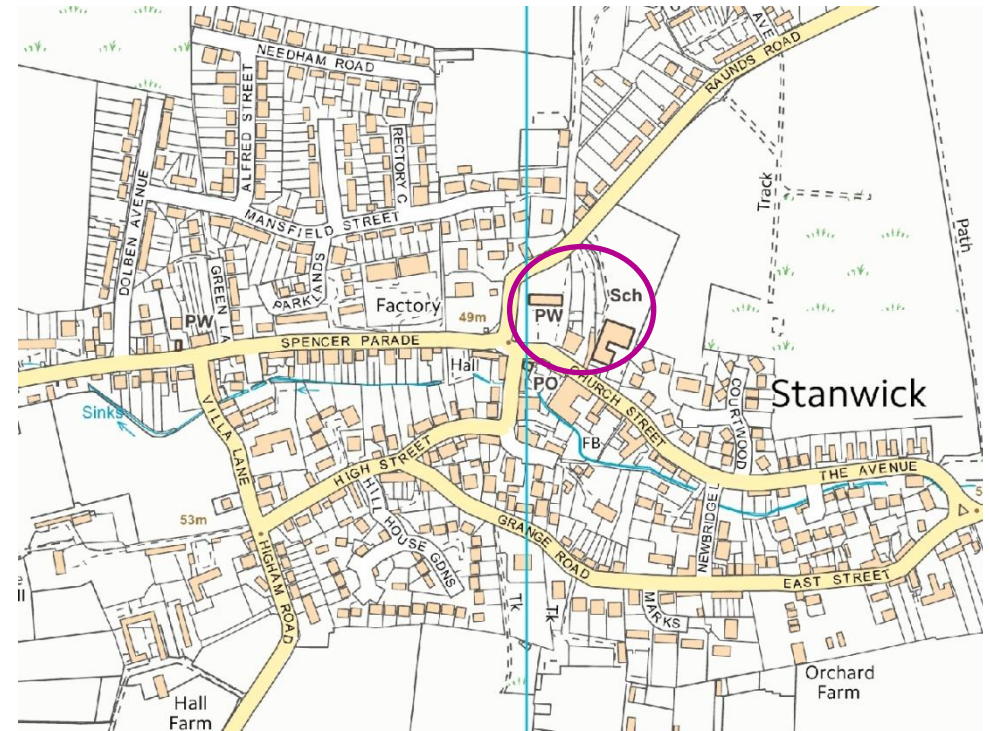 NEEDHAM ROAD
RAUNDS ROAD
ALFRED STREET
RECTORY C
DOLBEN AVENUE
MANSFIELD STREET
Track
Path
GREEN LA
PARKLANDS
Factory
Sch
PW
PW
49m
SPENCER PARADE
Hall
PO
CHURCH STREET
COURTWOOD
Stanwick
Sinks
VILLA LANE
HIGH STREET
FB
THE AVENUE
HILL HOUSE GDNS
53m
GRANGE ROAD
NEWBRIDGE
HIGHAM ROAD
EAST STREET
Tk
Tk
MARKS
Orchard
Farm
Hall
Farm